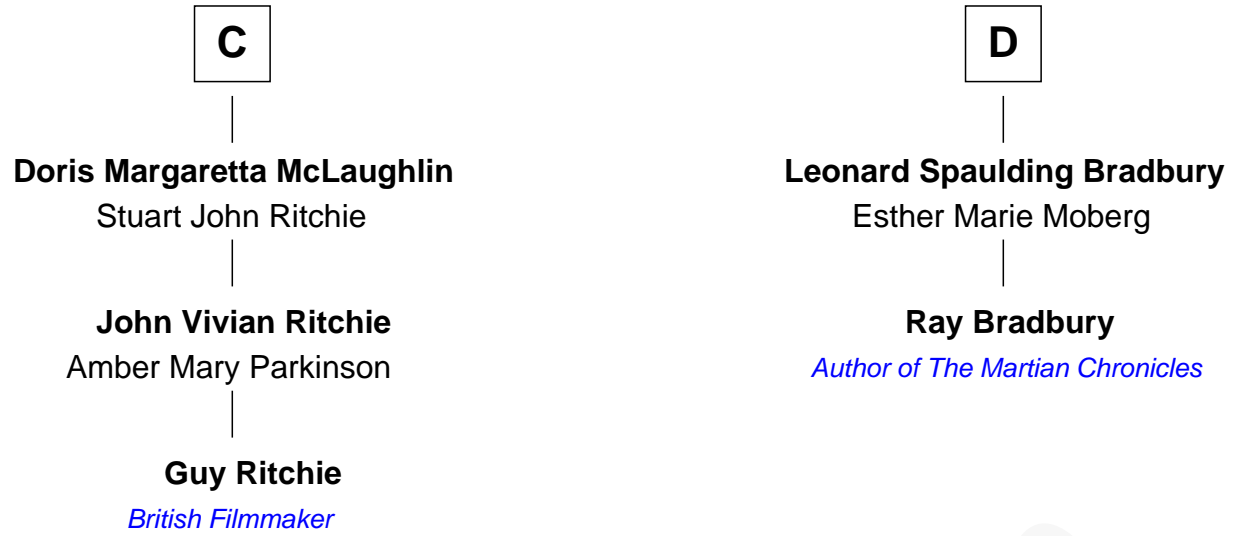 C
Doris Margaretta McLaughlin
Stuart John Ritchie
John Vivian Ritchie
Amber Mary Parkinson
Guy Ritchie
British Filmmaker
D
Leonard Spaulding Bradbury
Esther Marie Moberg
Ray Bradbury
Author of The Martian Chronicles